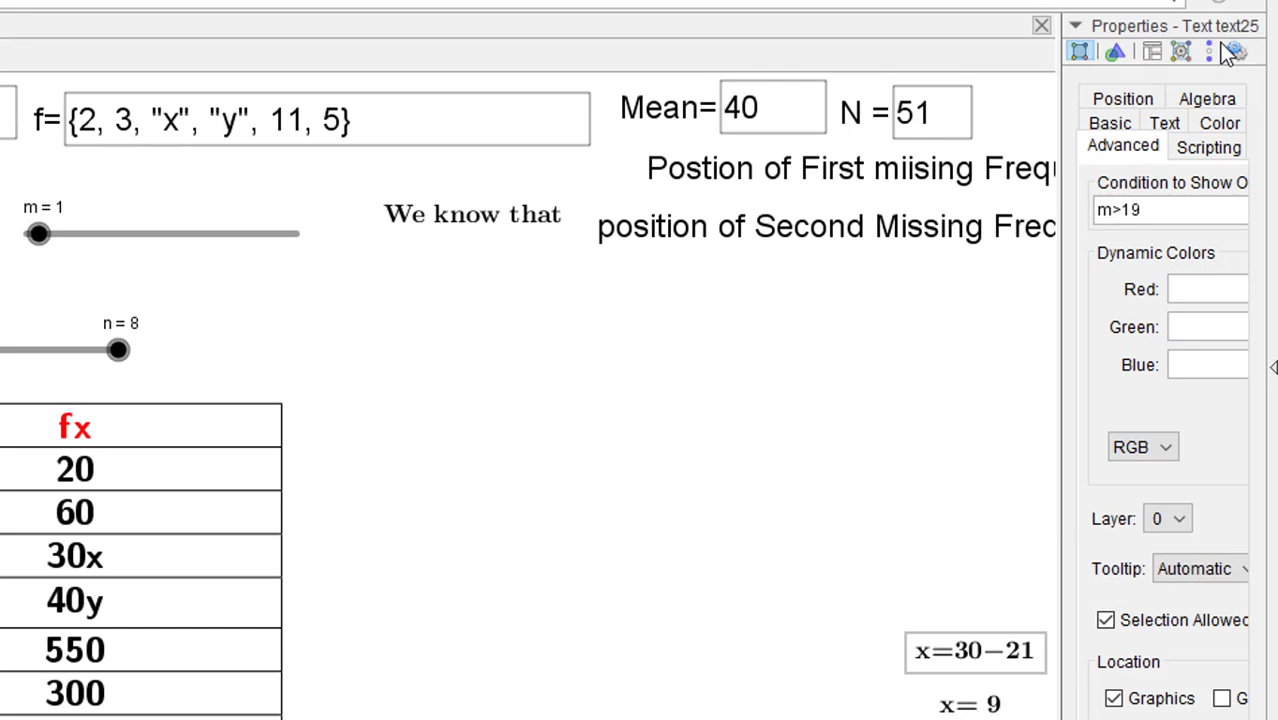 Properties - Text text25
f= {2, 3, "x", "y", 11, 5}
Mean= 40
N = 51
Position Algebra
Basic Text Color
Advanced Scripting
Postion of First miising Frequ
Condition to Show O
m>19
m = 1
We know that
position of Second Missing Freq
Dynamic Colors
Red:
Green:
Blue:
n = 8
fx
20
60
30x
40y
550
300
RGB
Layer: 0
Tooltip: Automatic
Selection Allowed
x=30−21
x= 9
Location
Graphics G